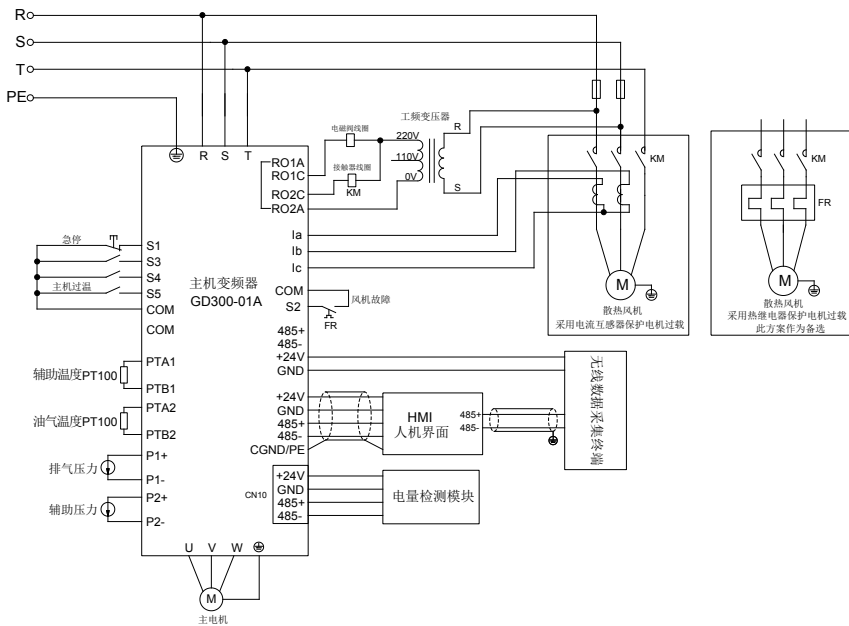 R
S
T
PE
R S T
电磁阀线圈
接触器线圈
KM
工频变压器
220V
110V
0V
R
S
RO1A
RO1C
RO2C
RO2A
Ia
Ib
Ic
COM
S2
风机故障
FR
急停
主机过温
S1
S3
S4
S5
COM
COM
主机变频器
GD300-01A
485+
485-
+24V
GND
辅助温度PT100
PTA1
PTB1
油气温度PT100
PTA2
PTB2
排气压力
P1+
P1-
辅助压力
P2+
P2-
+24V
GND
485+
485-
CGND/PE
HMI
人机界面
485+
485-
无线数据采集终端
CN10
+24V
GND
485+
485-
电量检测模块
U V W
M
主电机
KM
M
散热风机
采用电流互感器保护电机过载
KM
FR
M
散热风机
采用热继电器保护电机过载
此方案作为备选